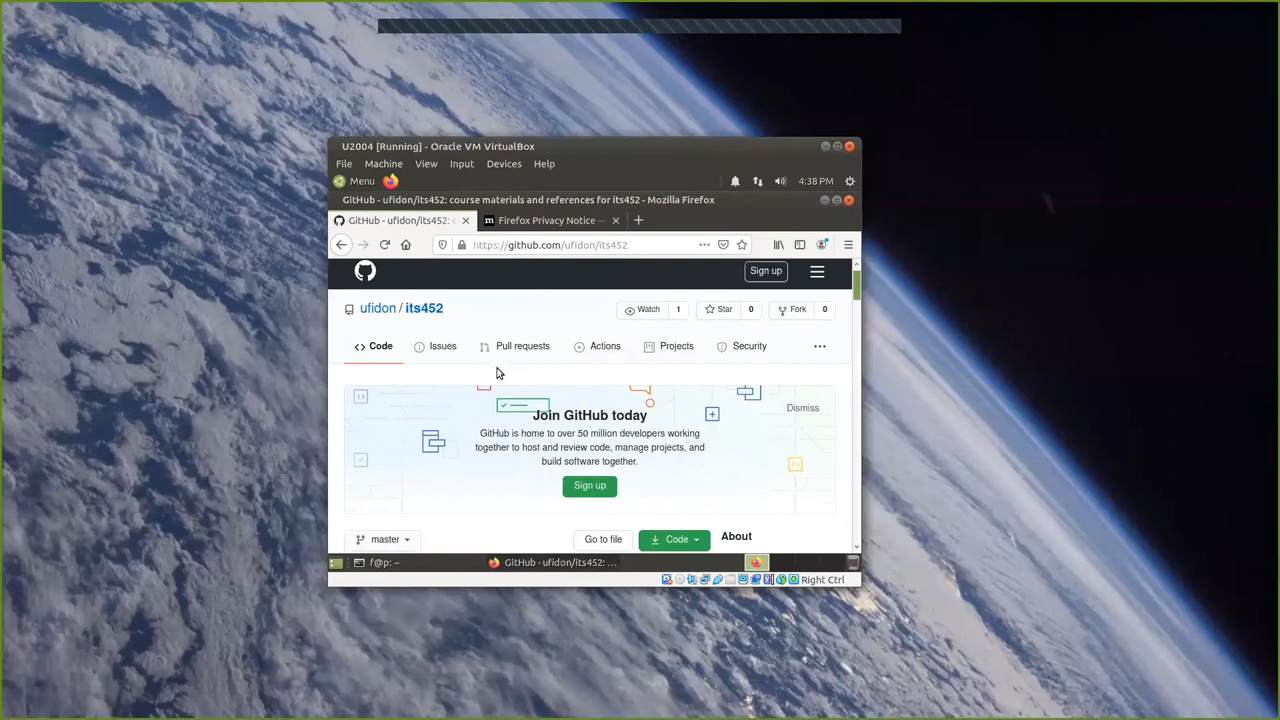 U2004 [Running] - Oracle VM VirtualBox
File Machine View Input Devices Help
Menu 4:38 PM
GitHub - ufidon/its452: course materials and references for its452 - Mozilla Firefox
GitHub - ufidon/its452: c Firefox Privacy Notice —
https://github.com/ufidon/its452
Sign up
ufidon / its452 Watch 1 Star 0 Fork 0
Code Issues Pull requests Actions Projects Security
Join GitHub today
Dismiss
GitHub is home to over 50 million developers working
together to host and review code, manage projects, and
build software together.
Sign up
master Go to file Code About
f@p: ~ GitHub - ufidon/its452: ...
Right Ctrl